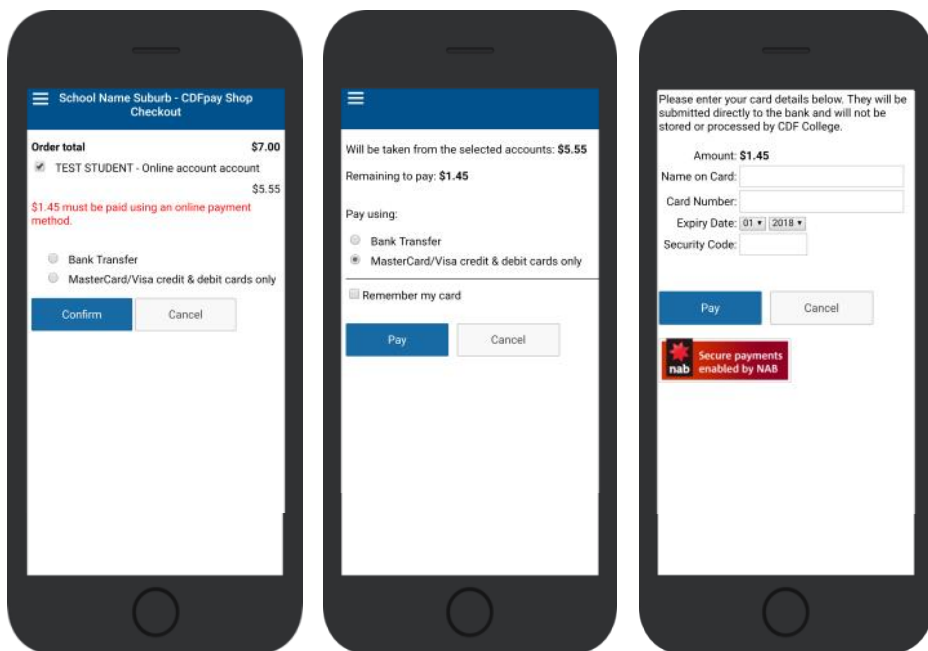 School Name Suburb - CDFpay Shop
Checkout
Order total $7.00
TEST STUDENT - Online account account
$5.55
$1.45 must be paid using an online payment
method.
Bank Transfer
MasterCard/Visa credit & debit cards only
Confirm Cancel
Will be taken from the selected accounts: $5.55
Remaining to pay: $1.45
Pay using:
Bank Transfer
MasterCard/Visa credit & debit cards only
Remember my card
Pay Cancel
Please enter your card details below. They will be
submitted directly to the bank and will not be
stored or processed by CDF College.
Amount: $1.45
Name on Card:
Card Number:
Expiry Date: 01 2018
Security Code:
Pay Cancel
nab Secure payments
enabled by NAB